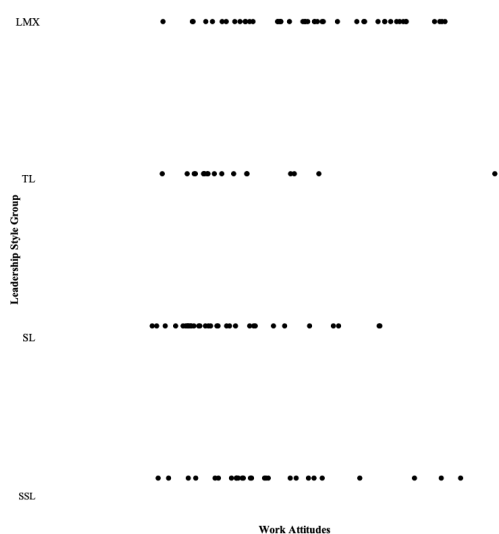 LMX
TL
Leadership Style Group
SL
SSL
Work Attitudes